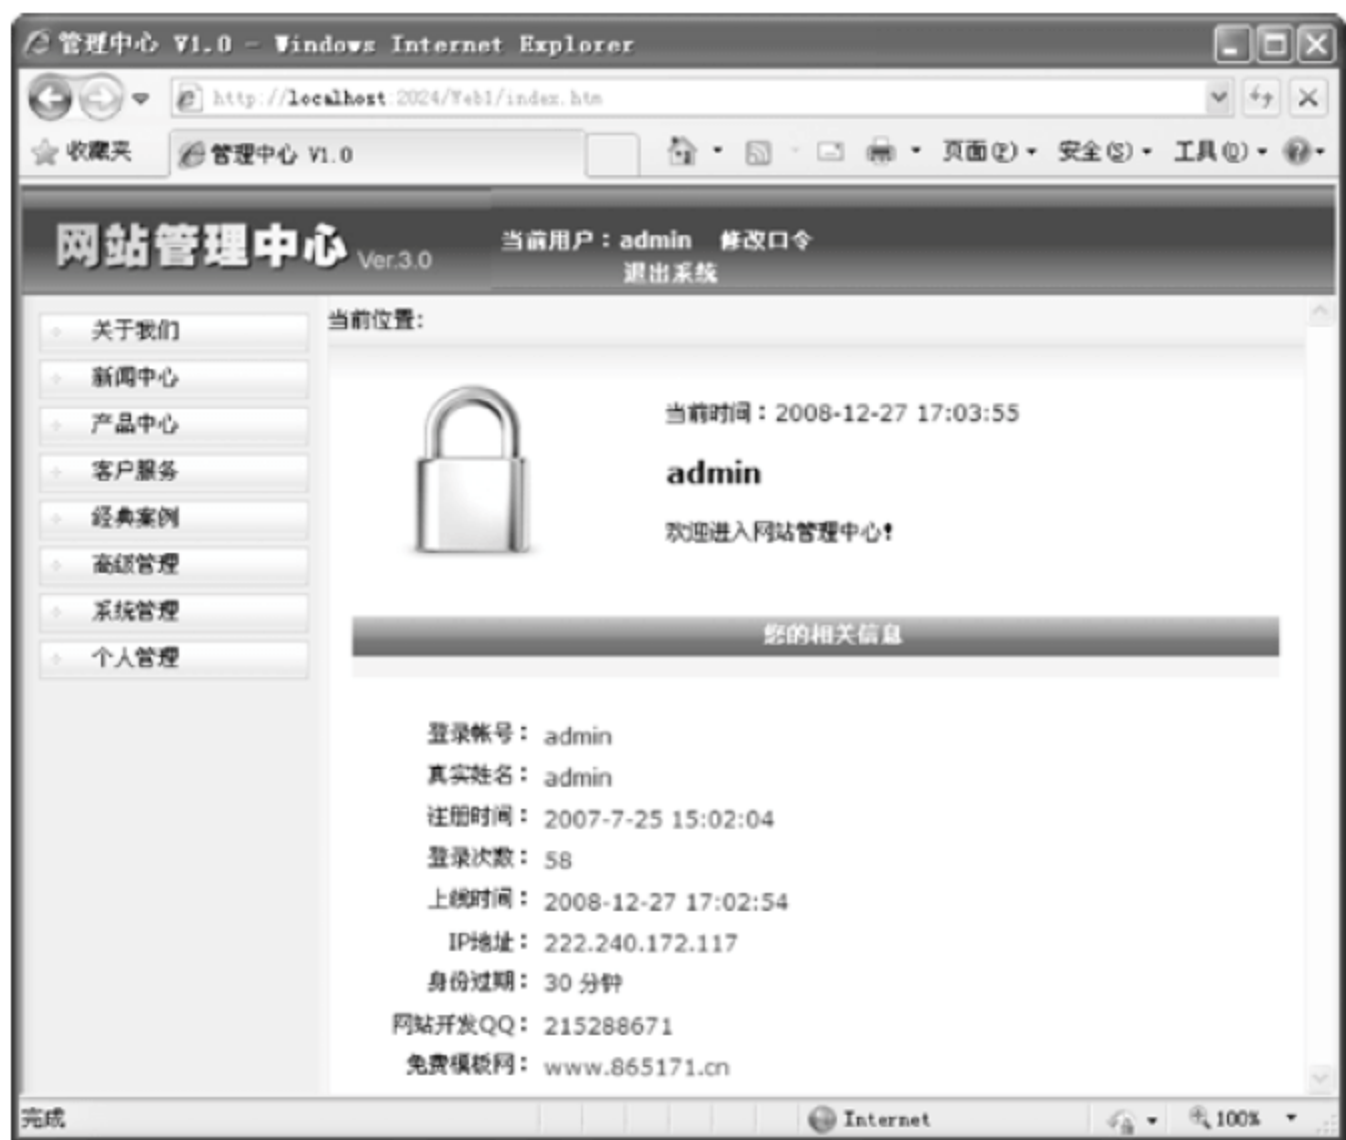 管理中心 V1.0 - Windows Internet Explorer
http://localhost:2024/Web1/index.htm
收藏夹 管理中心 V1.0 页面(P) 安全(S) 工具(O)
网站管理中心 Ver.3.0 当前用户：admin 修改口令
退出系统
当前位置:
关于我们
新闻中心
产品中心
客户服务
经典案例
高级管理
系统管理
个人管理
当前时间：2008-12-27 17:03:55
admin
欢迎进入网站管理中心!
您的相关信息
登录帐号： admin
真实姓名： admin
注册时间： 2007-7-25 15:02:04
登录次数： 58
上线时间： 2008-12-27 17:02:54
IP地址： 222.240.172.117
身份过期： 30 分钟
网站开发QQ： 215288671
免费模板网： www.865171.cn
完成 Internet 100%